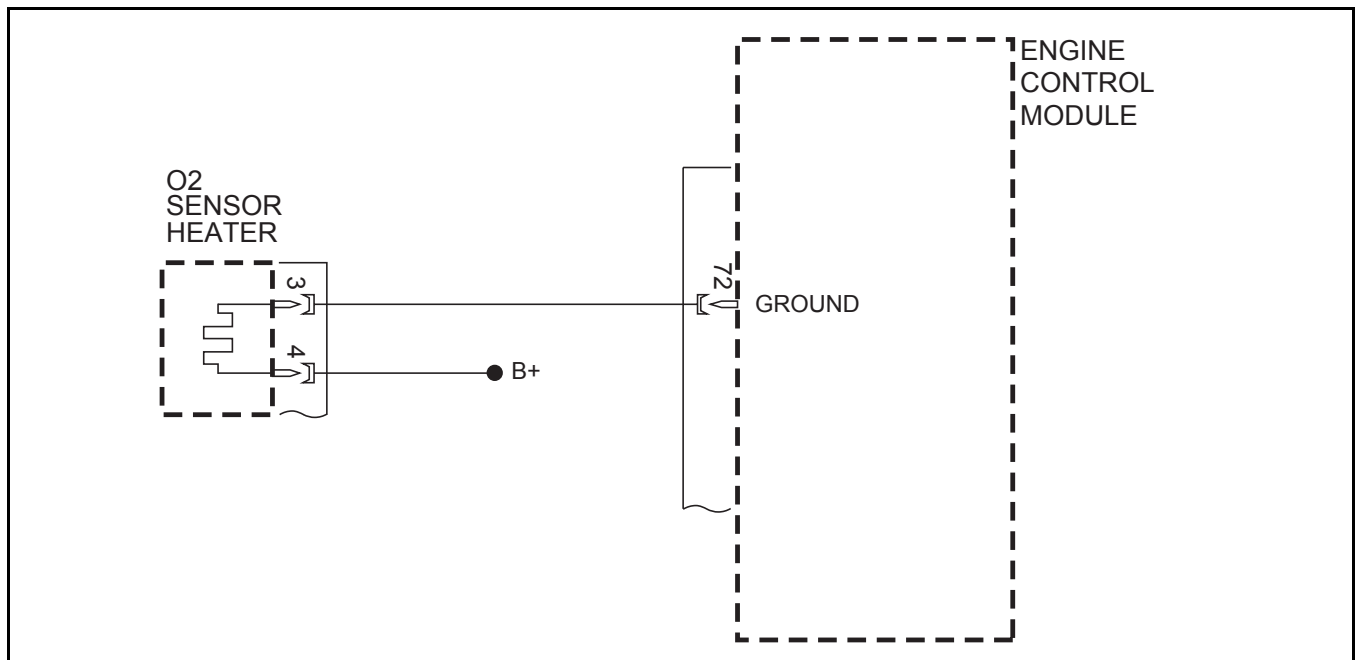 ENGINE
CONTROL
MODULE
O2
SENSOR
HEATER
3
72
GROUND
4
B+